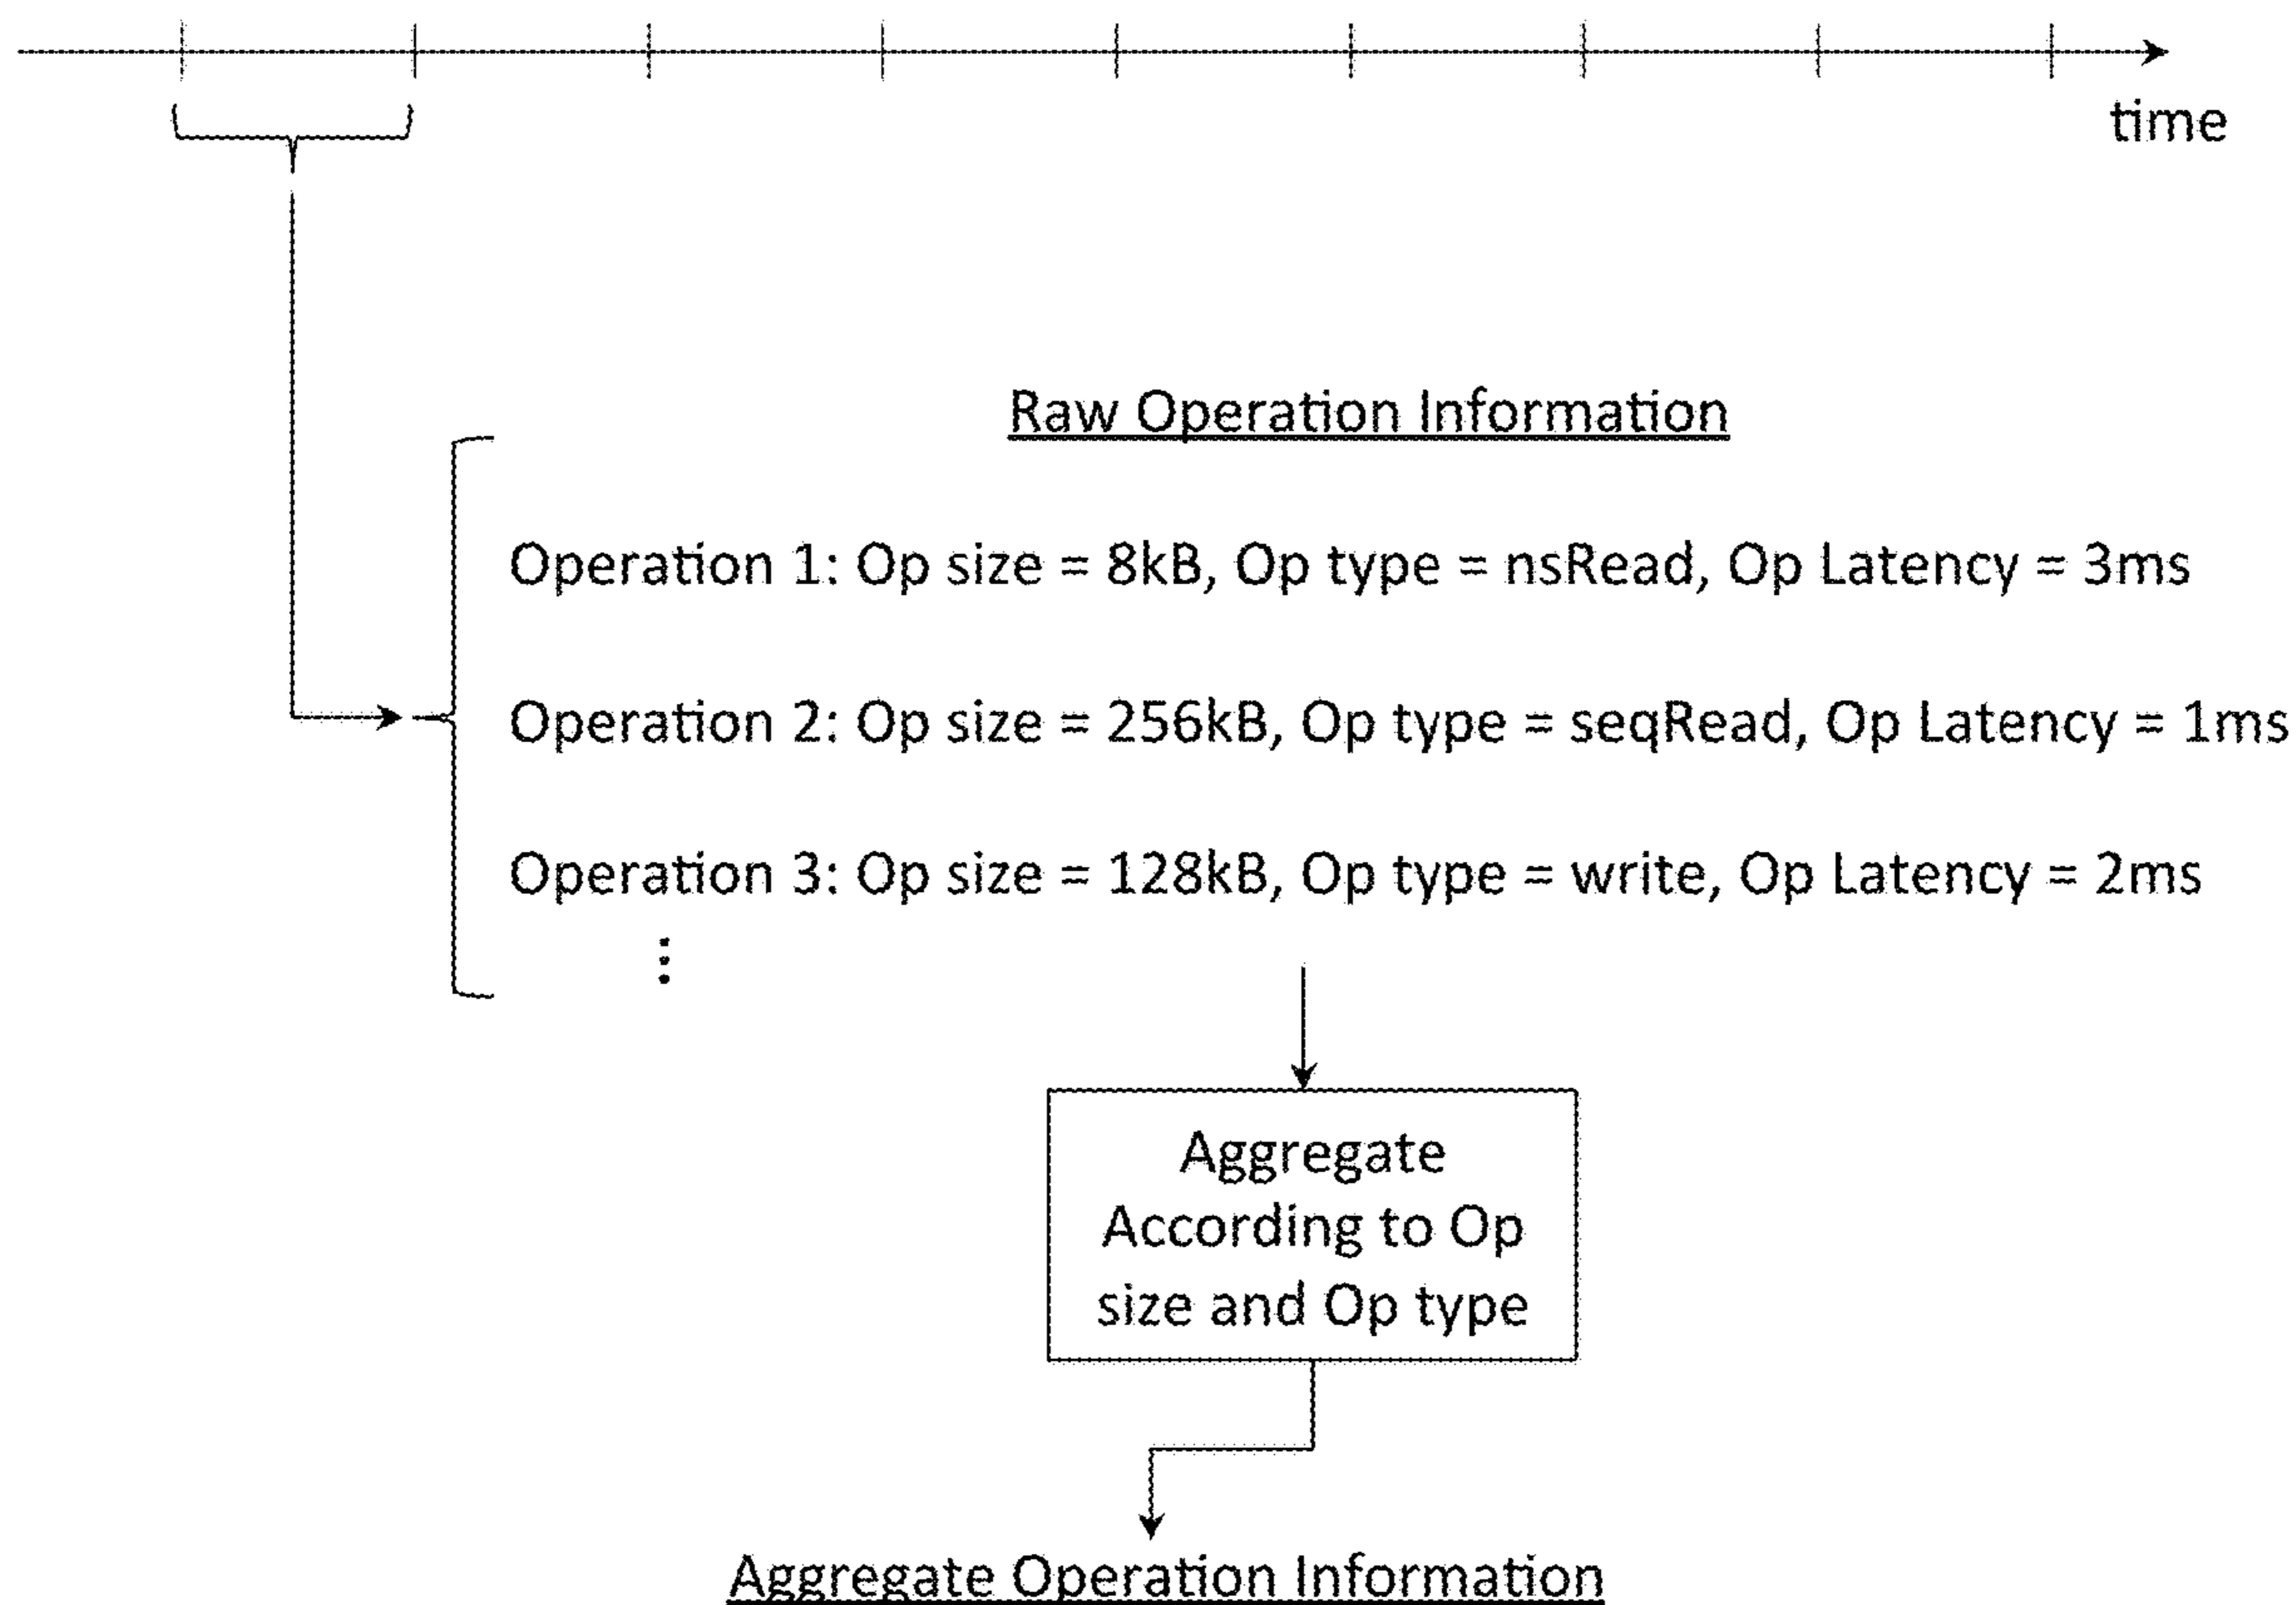 time
Raw Operation Information
Operation 1: Op size = 8kB, Op type = nsRead, Op Latency = 3ms
Operation 2: Op size = 256kB, Op type = seqRead, Op Latency = 1ms
Operation 3: Op size = 128kB, Op type = write, Op Latency = 2ms
⋮
Aggregate
According to Op
size and Op type
Aggregate Operation Information